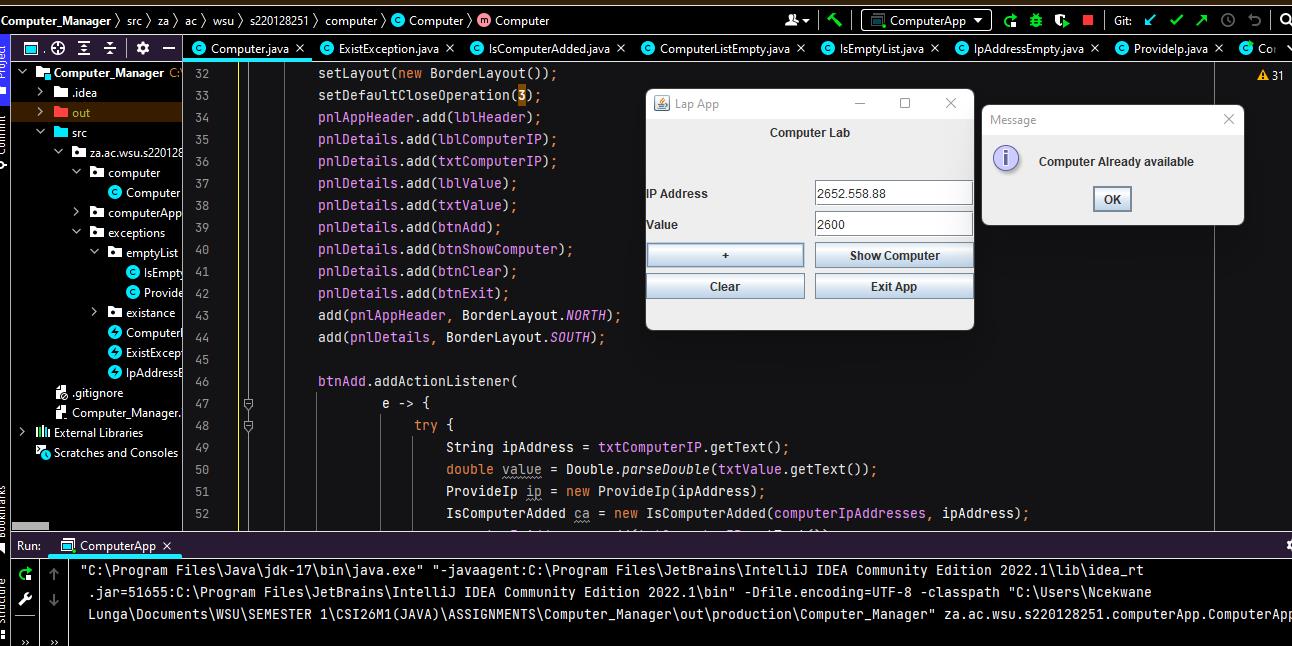 Computer_Manager › src › za › ac › wsu › s220128251 › computer › Computer › Computer
ComputerApp
Git:
Project
Computer.java ×
ExistException.java ×
IsComputerAdded.java ×
ComputerListEmpty.java ×
IsEmptyList.java ×
IpAddressEmpty.java ×
ProvideIp.java ×
Co
Commit
Computer_Manager C:
.idea
out
src
za.ac.wsu.s220128
computer
Computer
computerApp
exceptions
emptyList
IsEmpty
Provide
existance
Computer
ExistExcep
IpAddressE
.gitignore
Computer_Manager.
External Libraries
Scratches and Consoles
31
32 setLayout(new BorderLayout());
33 setDefaultCloseOperation(3);
34 pnlAppHeader.add(lblHeader);
35 pnlDetails.add(lblComputerIP);
36 pnlDetails.add(txtComputerIP);
37 pnlDetails.add(lblValue);
38 pnlDetails.add(txtValue);
39 pnlDetails.add(btnAdd);
40 pnlDetails.add(btnShowComputer);
41 pnlDetails.add(btnClear);
42 pnlDetails.add(btnExit);
43 add(pnlAppHeader, BorderLayout.NORTH);
44 add(pnlDetails, BorderLayout.SOUTH);
45
46 btnAdd.addActionListener(
47 e -> {
48 try {
49 String ipAddress = txtComputerIP.getText();
50 double value = Double.parseDouble(txtValue.getText());
51 ProvideIp ip = new ProvideIp(ipAddress);
52 IsComputerAdded ca = new IsComputerAdded(computerIpAddresses, ipAddress);
Lap App
Computer Lab
IP Address 2652.558.88
Value 2600
+ Show Computer
Clear Exit App
Message
Computer Already available
OK
Bookmarks
Structure
Run: ComputerApp ×
"C:\Program Files\Java\jdk-17\bin\java.exe" "-javaagent:C:\Program Files\JetBrains\IntelliJ IDEA Community Edition 2022.1\lib\idea_rt
.jar=51655:C:\Program Files\JetBrains\IntelliJ IDEA Community Edition 2022.1\bin" -Dfile.encoding=UTF-8 -classpath "C:\Users\Ncekwane
Lunga\Documents\WSU\SEMESTER 1\CSI26M1(JAVA)\ASSIGNMENTS\Computer_Manager\out\production\Computer_Manager" za.ac.wsu.s220128251.computerApp.ComputerApp